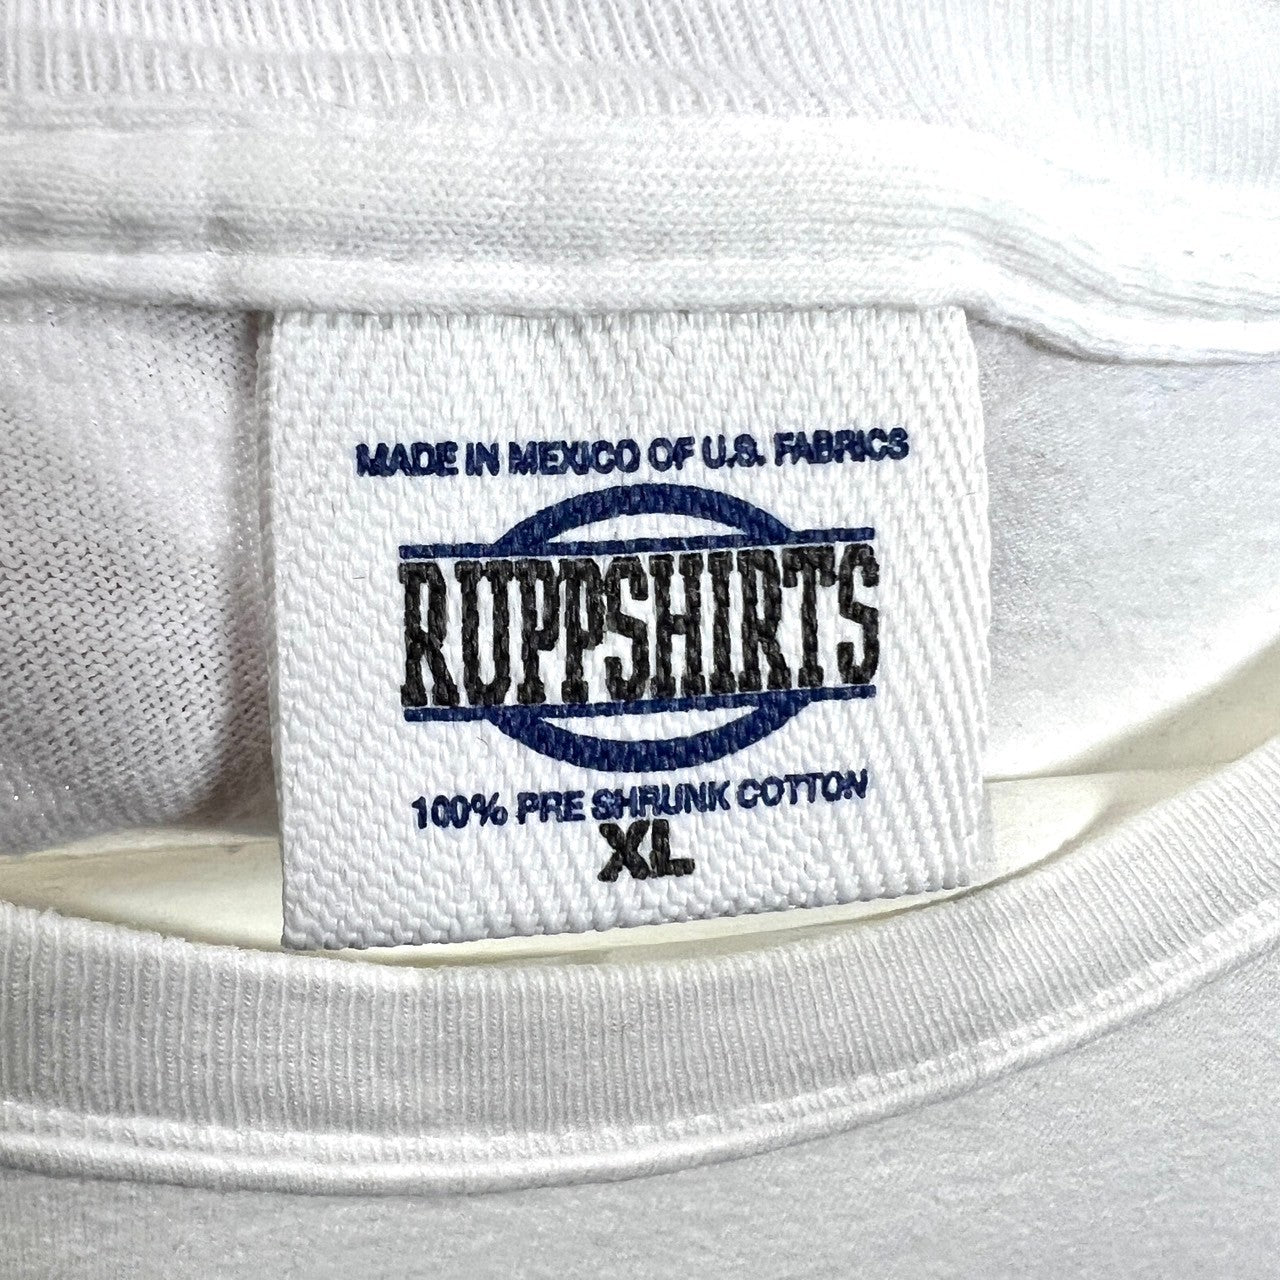 MADE IN MEXICO OF U.S. FABRICS
RUPPSHIRTS
100% PRE SHRUNK COTTON
XL